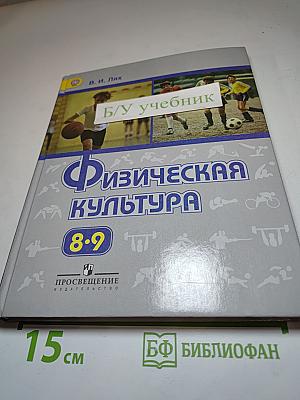 В. И. Лях
Б/У учебник
Физическая
культура
8·9
ПРОСВЕЩЕНИЕ
ИЗДАТЕЛЬСТВО
15 см
БФ БИБЛИОФАН